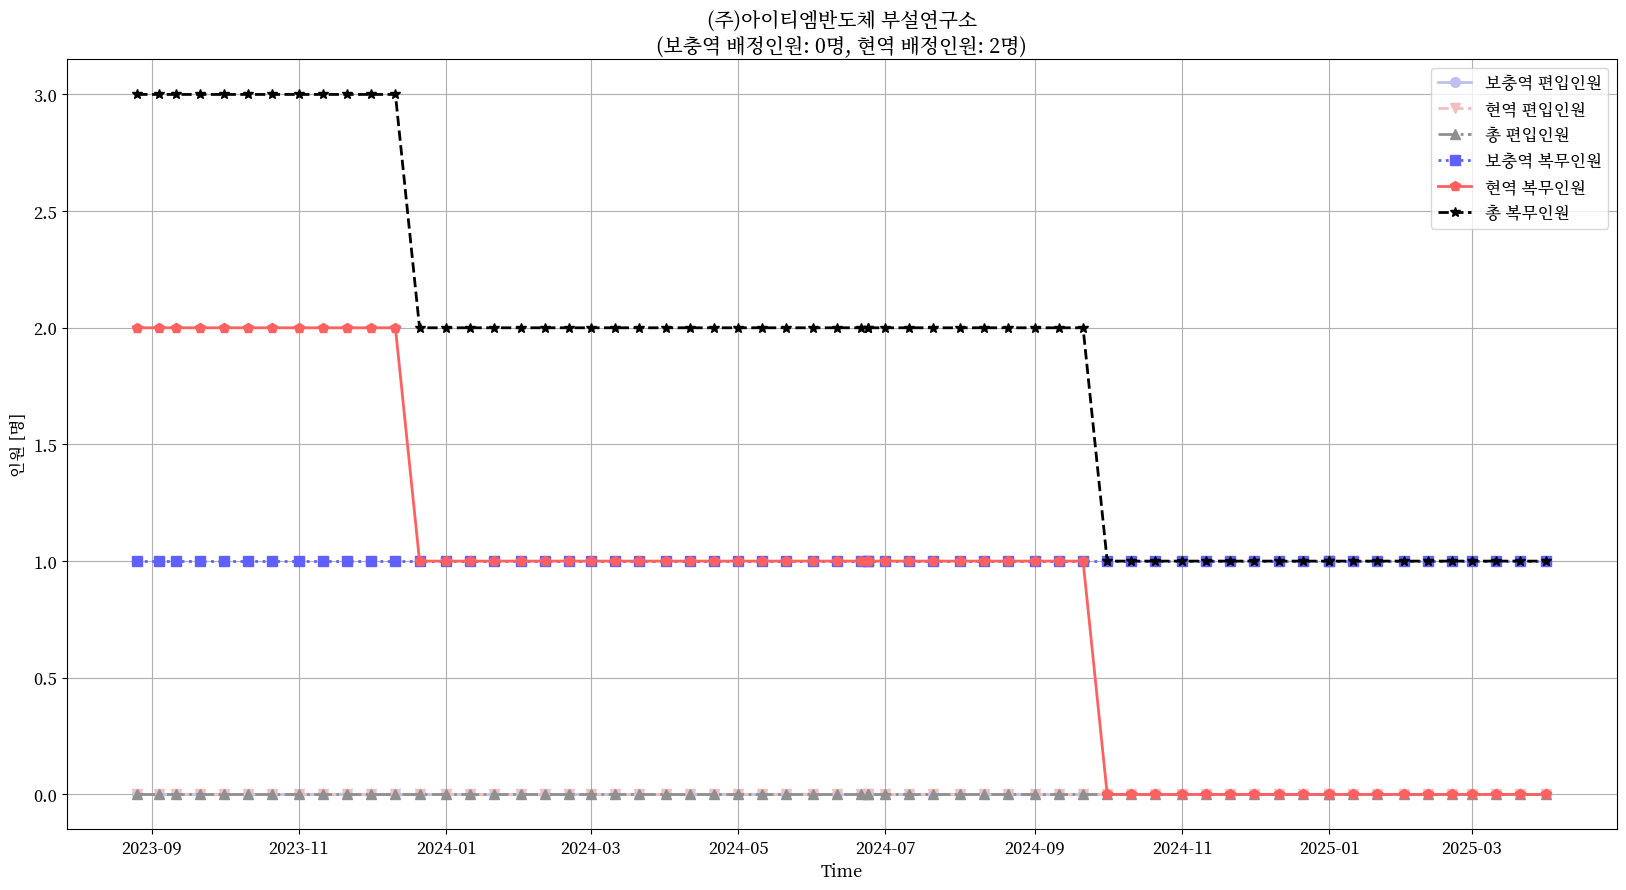 (주)아이티엠반도체 부설연구소
(보충역 배정인원: 0명, 현역 배정인원: 2명)
보충역 편입인원
현역 편입인원
총 편입인원
보충역 복무인원
현역 복무인원
총 복무인원
3.0
2.5
2.0
1.5
1.0
0.5
0.0
인원 [명]
2023-09 2023-11 2024-01 2024-03 2024-05 2024-07 2024-09 2024-11 2025-01 2025-03
Time